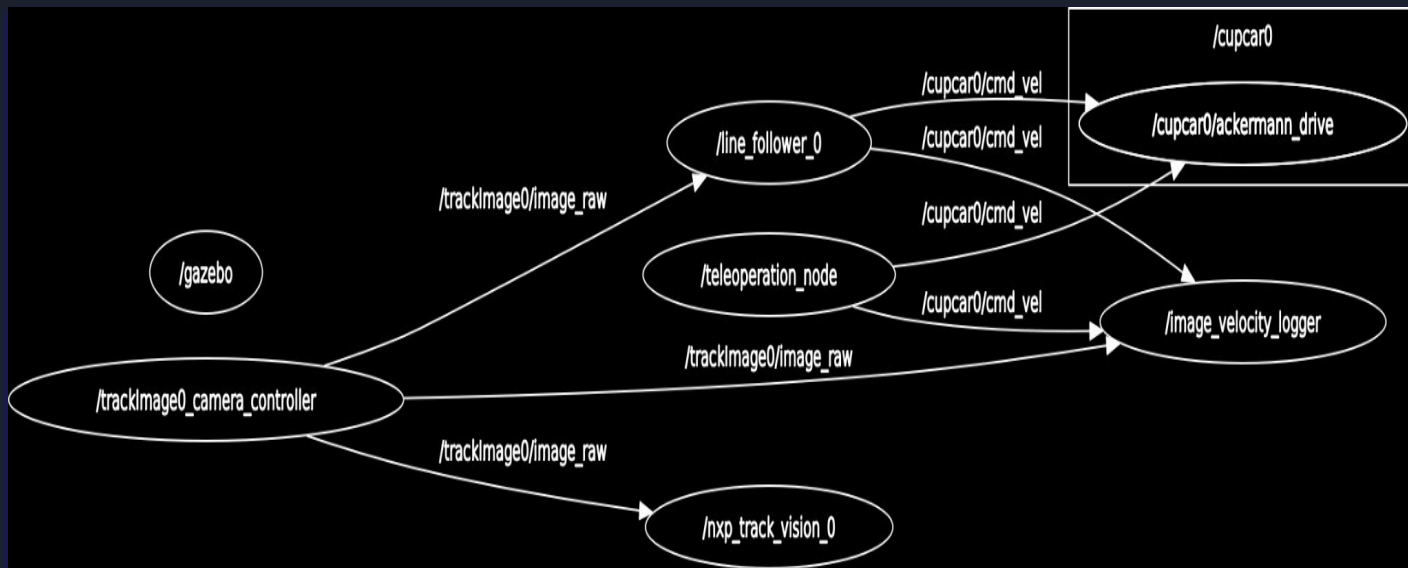 /cupcar0
/cupcar0/cmd_vel
/cupcar0/ackermann_drive
/cupcar0/cmd_vel
/line_follower_0
/trackImage0/image_raw
/cupcar0/cmd_vel
/gazebo
/teleoperation_node
/cupcar0/cmd_vel
/image_velocity_logger
/trackImage0/image_raw
/trackImage0_camera_controller
/trackImage0/image_raw
/nxp_track_vision_0